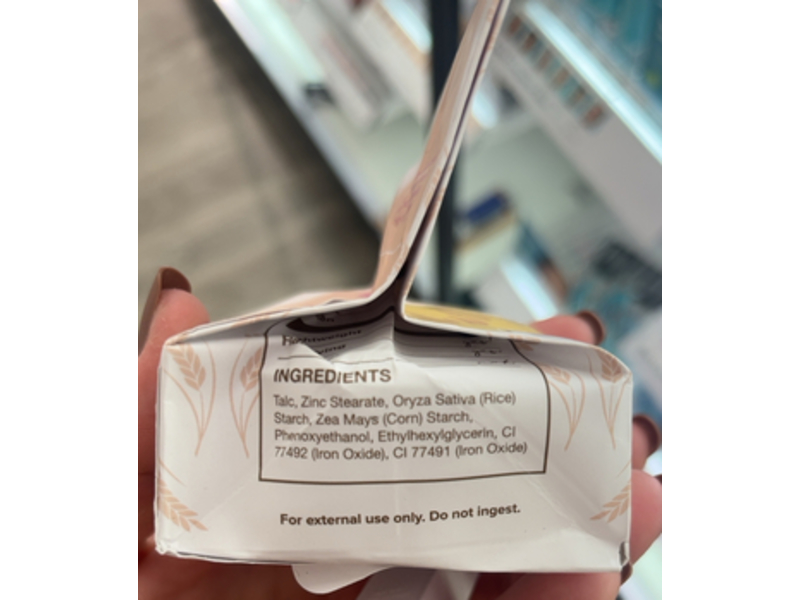 INGREDIENTS
Talc, Zinc Stearate, Oryza Sativa (Rice)
Starch, Zea Mays (Corn) Starch,
Phenoxyethanol, Ethylhexylglycerin, CI
77492 (Iron Oxide), CI 77491 (Iron Oxide)
For external use only. Do not ingest.